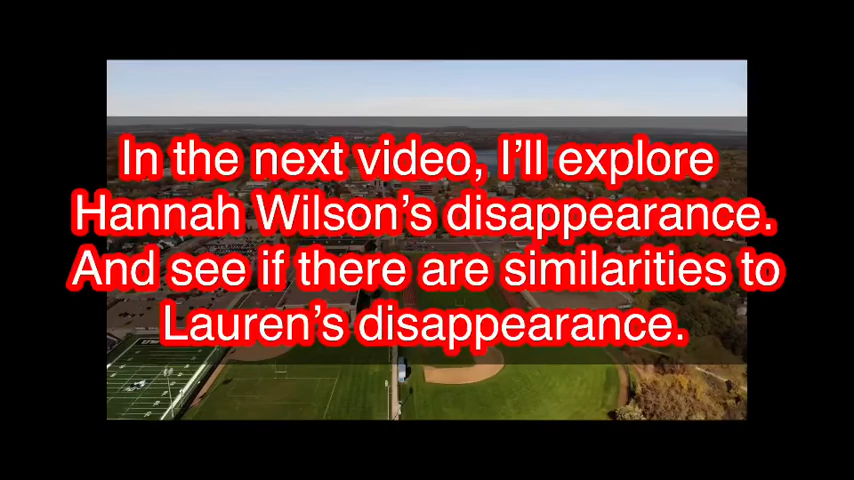 In the next video, I'll explore
Hannah Wilson's disappearance.
And see if there are similarities to
Lauren's disappearance.